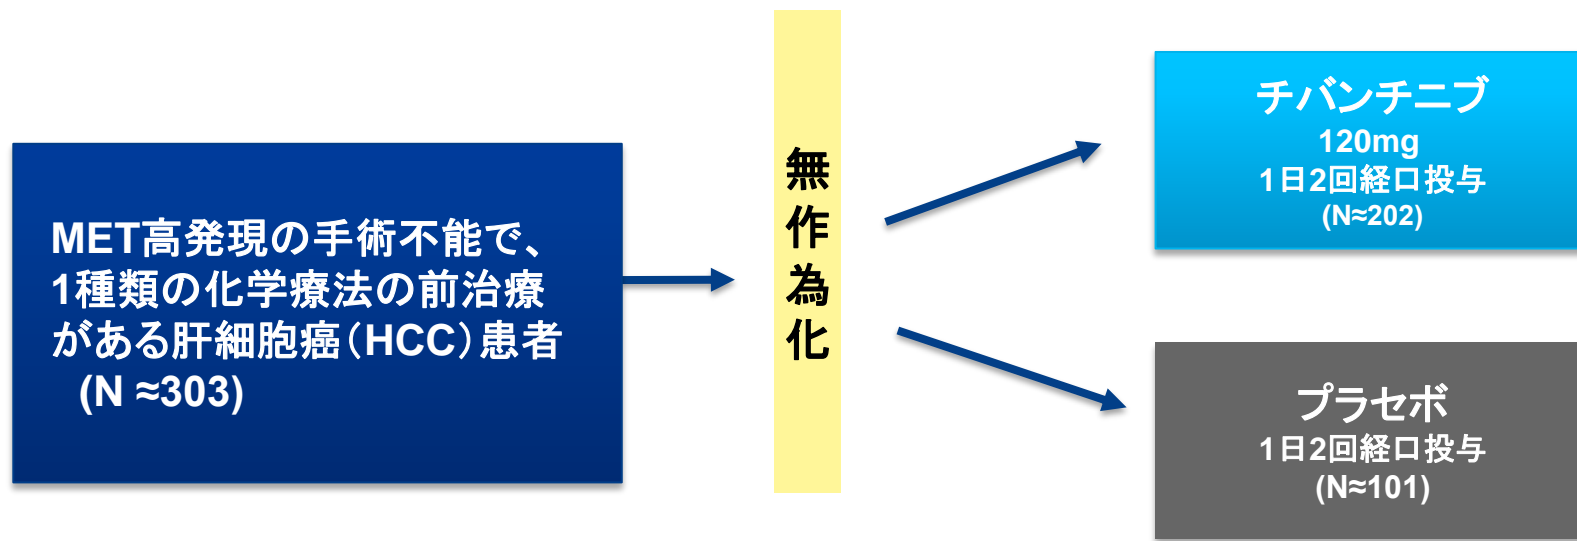 MET高発現の手術不能で、
1種類の化学療法の前治療
がある肝細胞癌（HCC）患者
(N ≈303)
無作為化
チバンチニブ
120mg
1日2回経口投与
(N≈202)
プラセボ
1日2回経口投与
(N≈101)